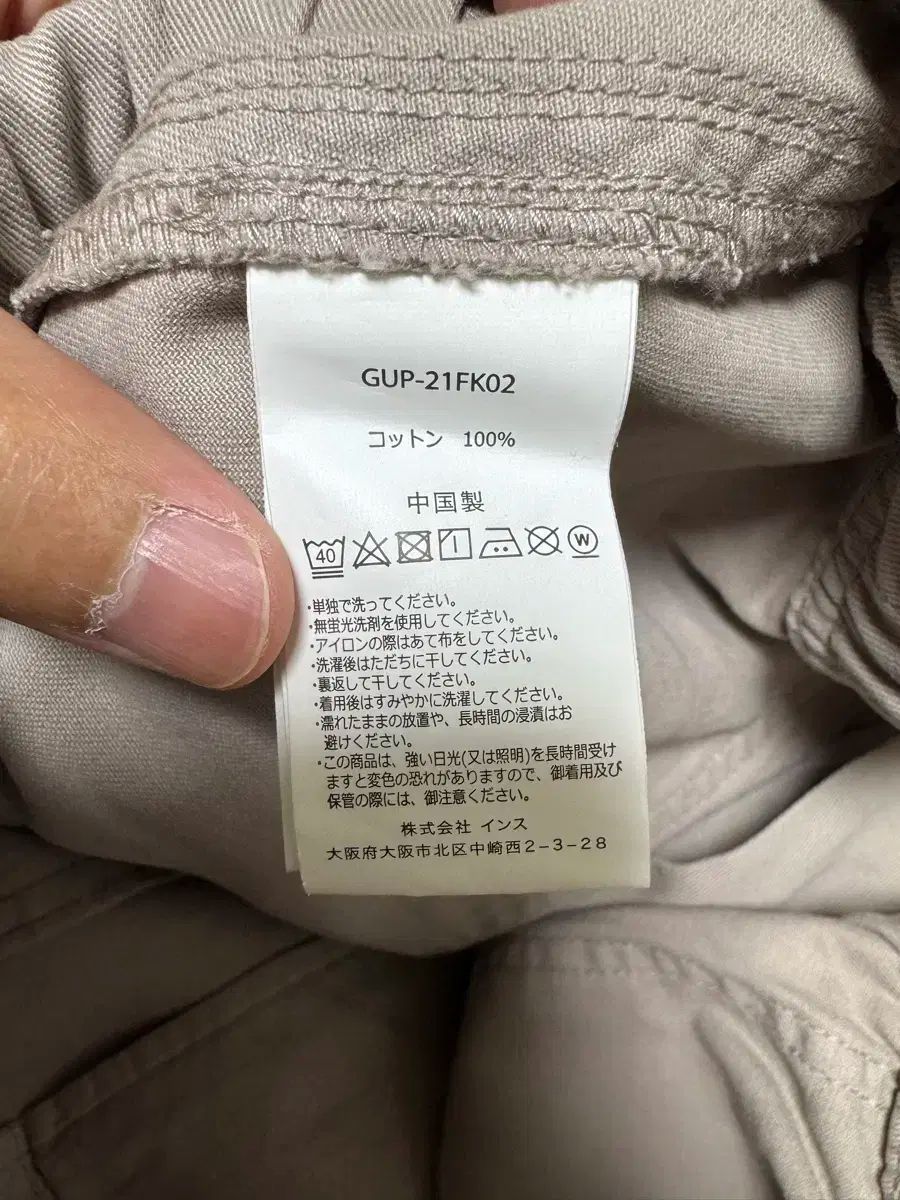 GUP-21FK02
コットン 100%
中国製
40 W
・単独で洗ってください。
・無蛍光洗剤を使用してください。
・アイロンの際はあて布をしてください。
・洗濯後はただちに干してください。
・裏返して干してください。
・着用後はすみやかに洗濯してください。
・濡れたままの放置や、長時間の浸漬はお
避けください。
・この商品は、強い日光(又は照明)を長時間受け
ますと変色の恐れがありますので、御着用及び
保管の際には、御注意ください。
株式会社 インス
大阪府大阪市北区中崎西2-3-28